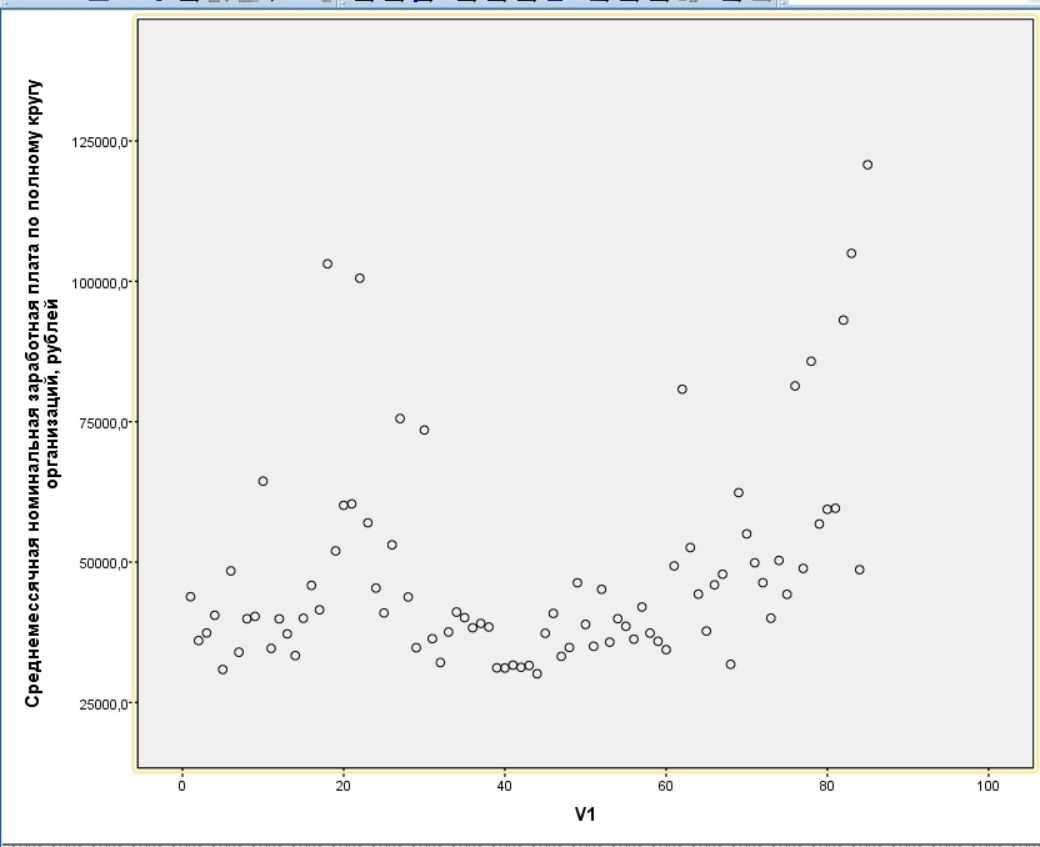 Среднемессячная номинальная заработная плата по полному кругу
организаций, рублей
125000,0
100000,0
75000,0
50000,0
25000,0
0 20 40 60 80 100
V1